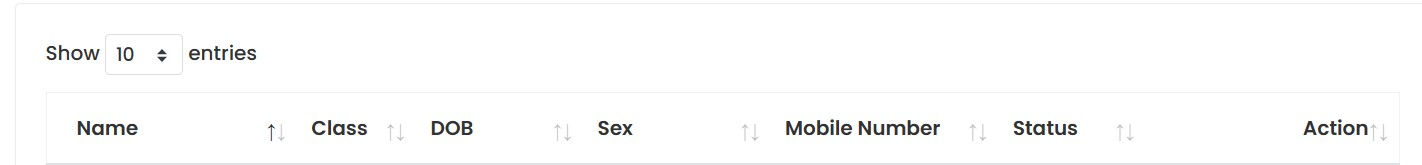 Show 10 entries
Name Class DOB Sex Mobile Number Status Action